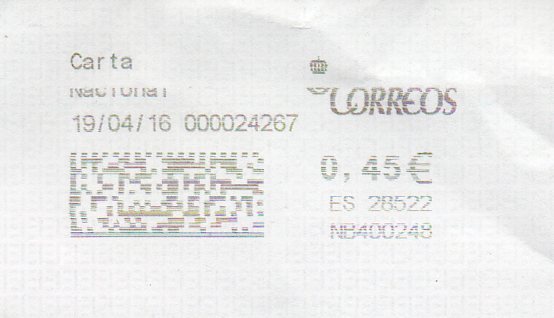 Carta
Nacional
19/04/16 000024267
CORREOS
0,45€
ES 28522
NB400248